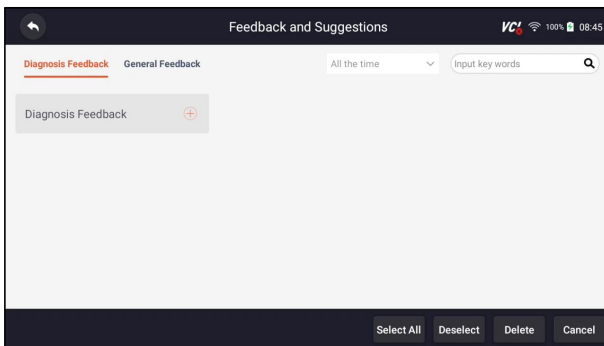 Feedback and Suggestions VCI 100% 08:45
Diagnosis Feedback General Feedback All the time Input key words
Diagnosis Feedback
Select All Deselect Delete Cancel